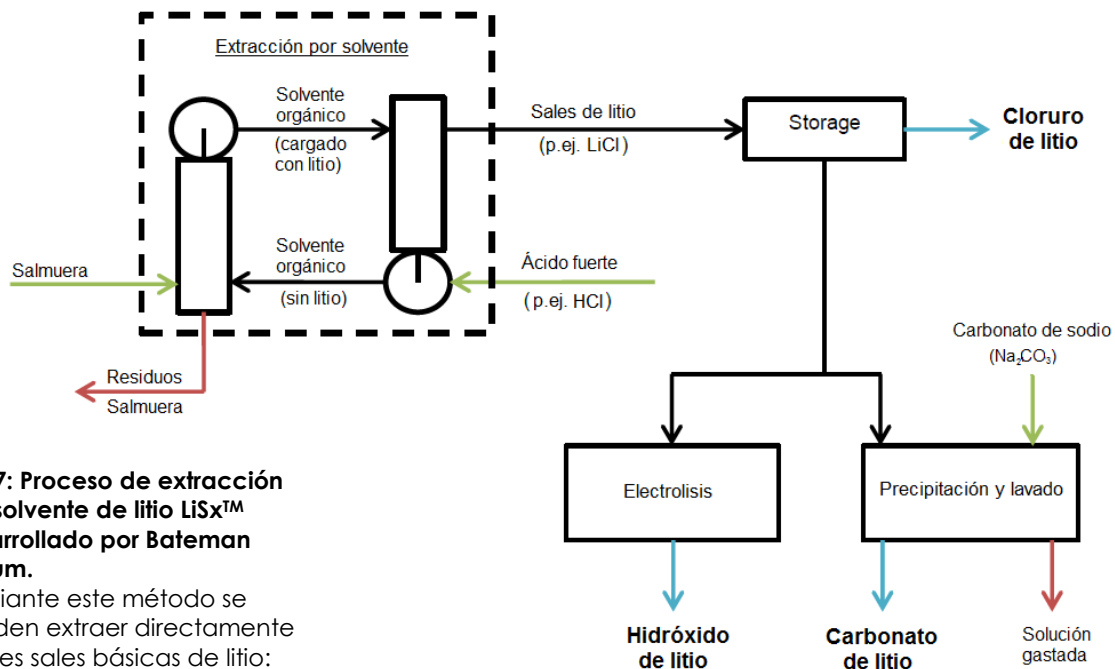 Extracción por solvente
Solvente
orgánico
(cargado
con litio)
Solvente
orgánico
(sin litio)
Salmuera
Residuos
Salmuera
Sales de litio
(p.ej. LiCl)
Ácido fuerte
(p.ej. HCl)
Storage
Cloruro
de litio
Carbonato de sodio
(Na₂CO₃)
Electrolisis
Precipitación y lavado
Hidróxido
de litio
Carbonato
de litio
Solución
gastada
7: Proceso de extracción
solvente de litio LiSx™
arrollado por Bateman
um.
iante este método se
den extraer directamente
es sales básicas de litio: